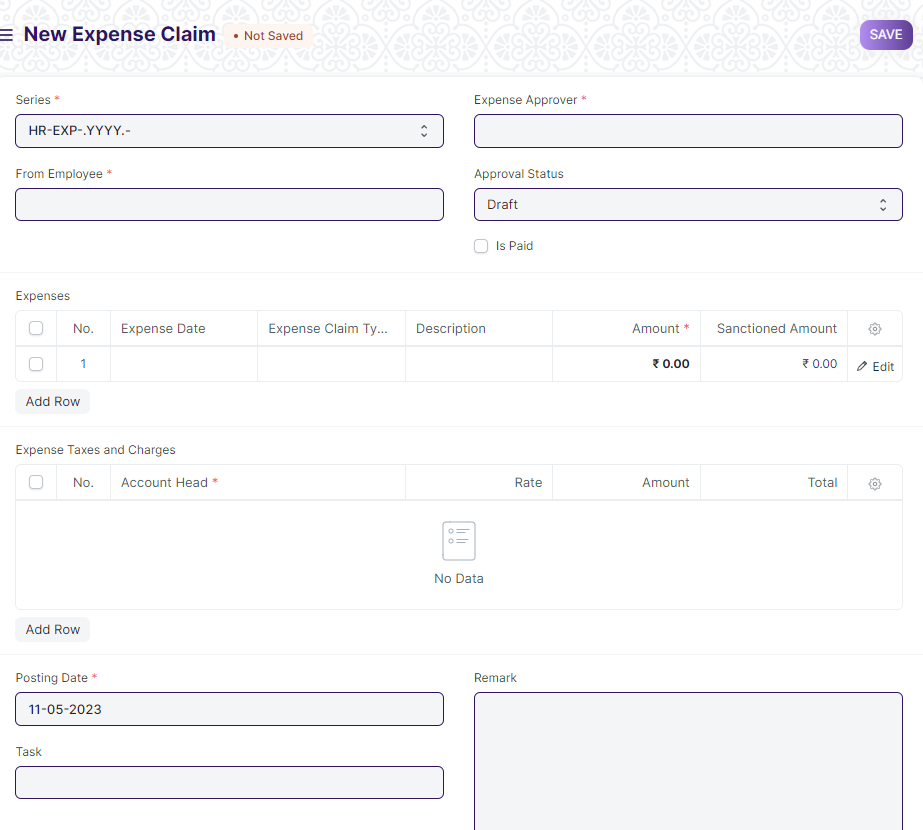 New Expense Claim • Not Saved SAVE
Series * Expense Approver *
HR-EXP-.YYYY.-
From Employee * Approval Status
Draft
Is Paid
Expenses
No. Expense Date Expense Claim Ty... Description Amount * Sanctioned Amount
1 ₹ 0.00 ₹ 0.00 Edit
Add Row
Expense Taxes and Charges
No. Account Head * Rate Amount Total
No Data
Add Row
Posting Date * Remark
11-05-2023
Task